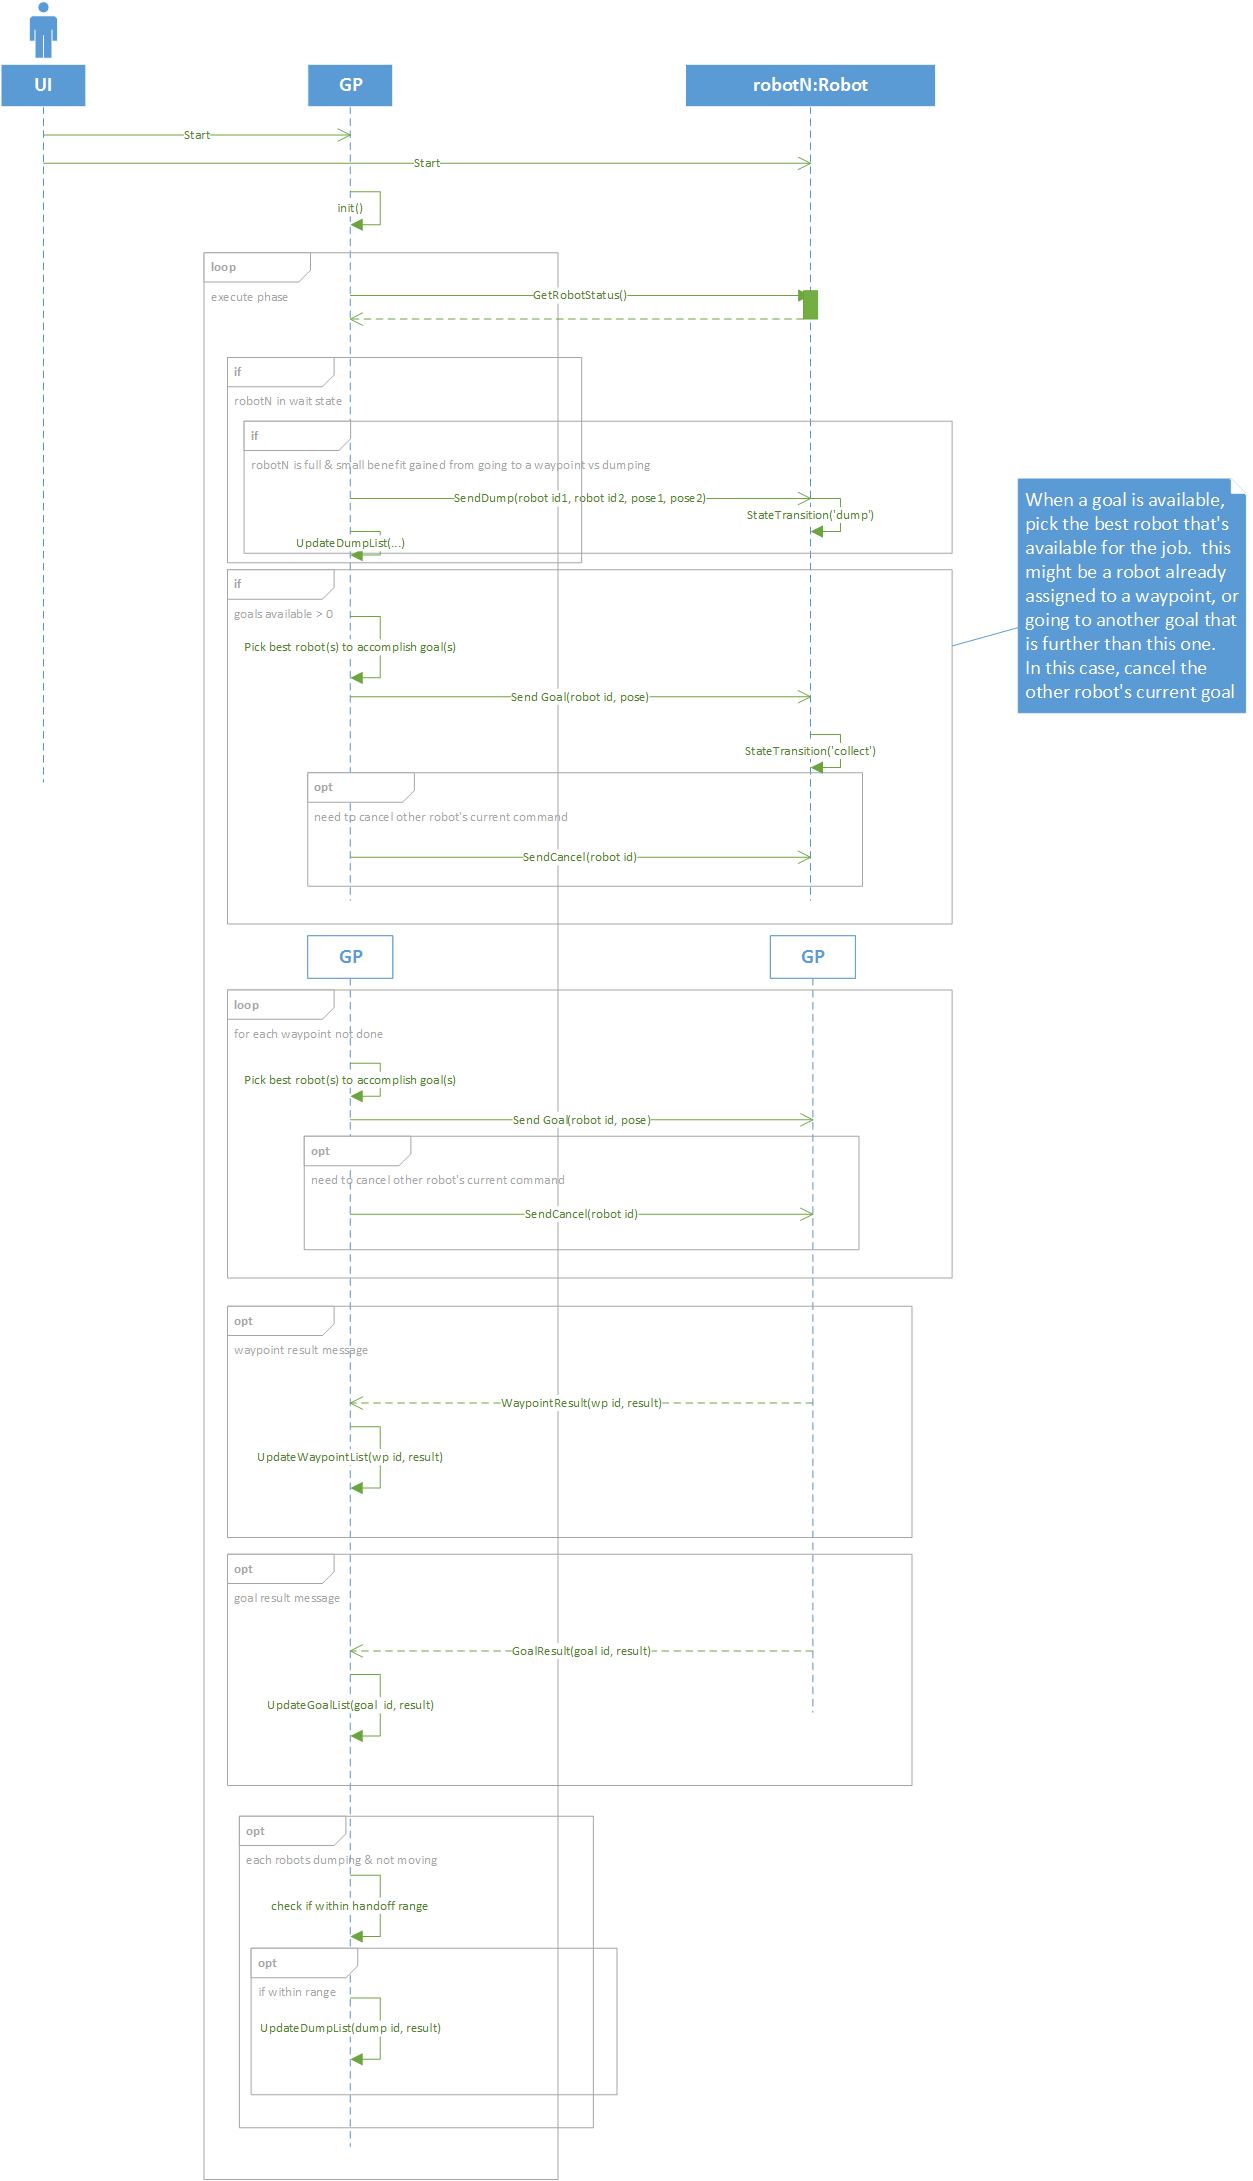 UI
GP
robotN:Robot
Start
Start
init()
loop
execute phase
GetRobotStatus()
if
robotN in wait state
if
robotN is full & small benefit gained from going to a waypoint vs dumping
SendDump(robot id1, robot id2, pose1, pose2)
StateTransition('dump')
UpdateDumpList(...)
When a goal is available,
pick the best robot that's
available for the job.  this
might be a robot already
assigned to a waypoint, or
going to another goal that
is further than this one.
In this case, cancel the
other robot's current goal
if
goals available > 0
Pick best robot(s) to accomplish goal(s)
Send Goal(robot id, pose)
StateTransition('collect')
opt
need to cancel other robot's current command
SendCancel(robot id)
GP
GP
loop
for each waypoint not done
Pick best robot(s) to accomplish goal(s)
Send Goal(robot id, pose)
opt
need to cancel other robot's current command
SendCancel(robot id)
opt
waypoint result message
WaypointResult(wp id, result)
UpdateWaypointList(wp id, result)
opt
goal result message
GoalResult(goal id, result)
UpdateGoalList(goal  id, result)
opt
each robots dumping & not moving
check if within handoff range
opt
if within range
UpdateDumpList(dump id, result)